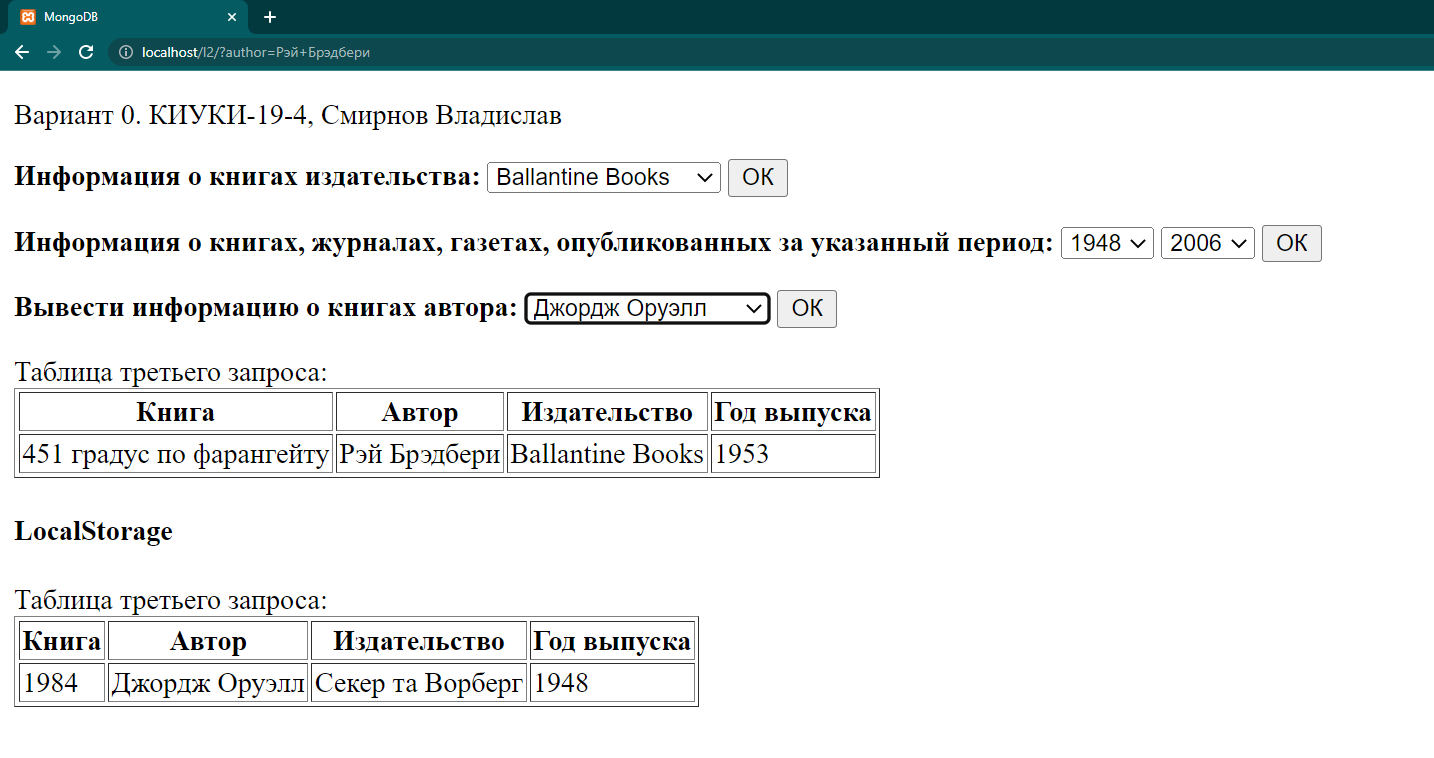 MongoDB
localhost/l2/?author=Рэй+Брэдбери
Вариант 0. КИУКИ-19-4, Смирнов Владислав
Информация о книгах издательства: Ballantine Books ОК
Информация о книгах, журналах, газетах, опубликованных за указанный период: 1948 2006 ОК
Вывести информацию о книгах автора: Джордж Оруэлл ОК
Таблица третьего запроса:
Книга Автор Издательство Год выпуска
451 градус по фарангейту Рэй Брэдбери Ballantine Books 1953
LocalStorage
Таблица третьего запроса:
Книга Автор Издательство Год выпуска
1984 Джордж Оруэлл Секер та Ворберг 1948